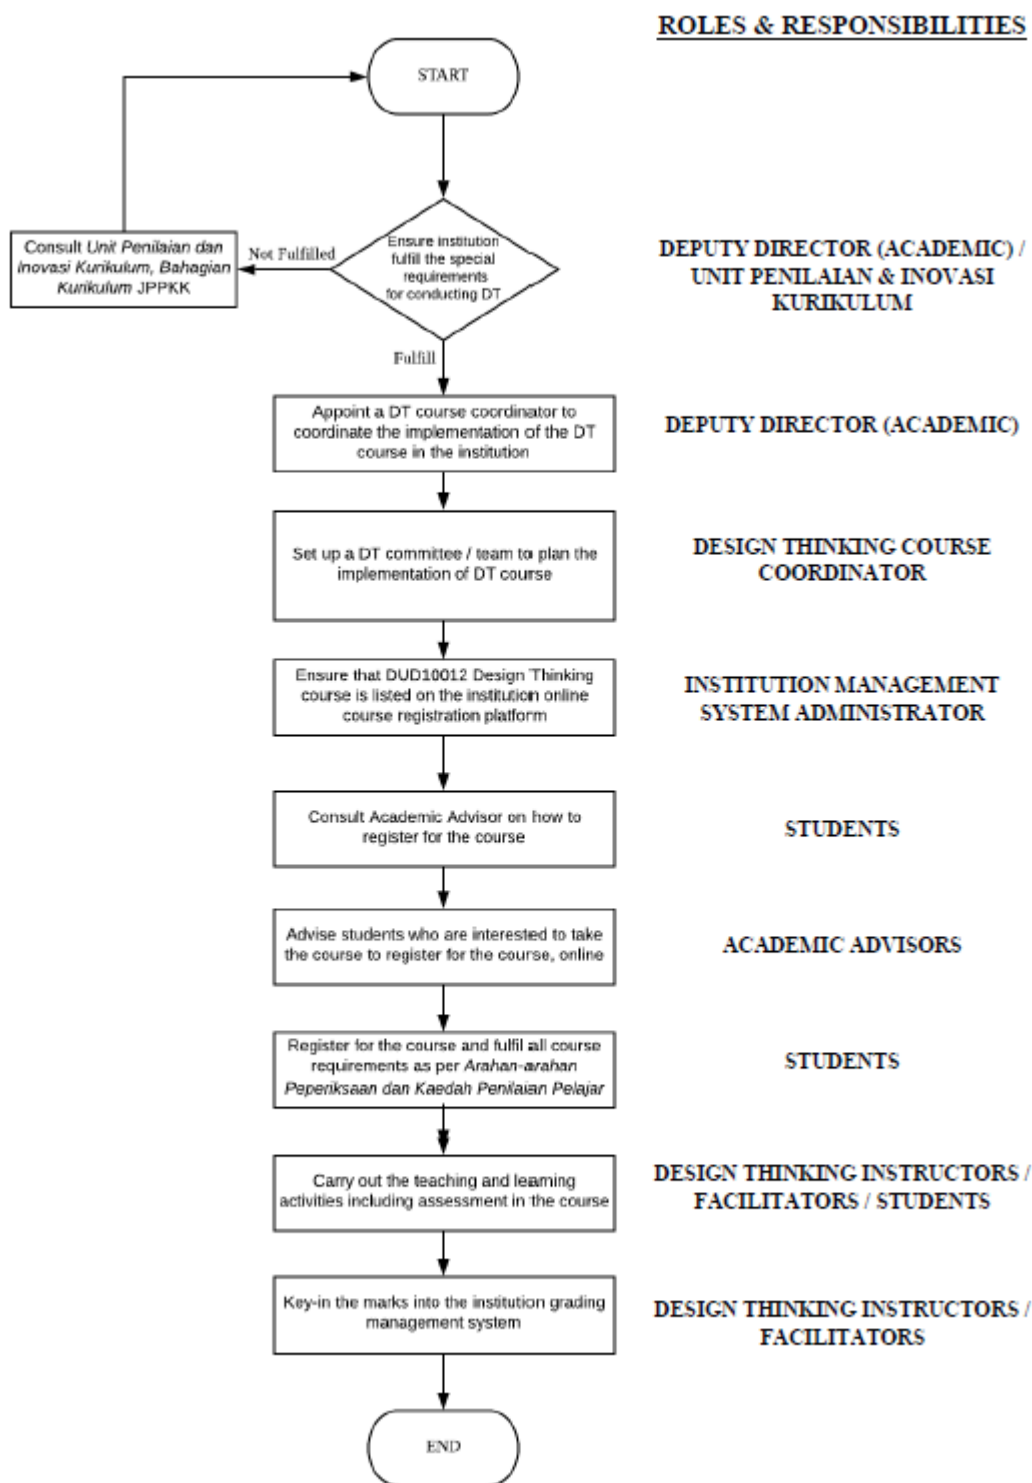 ROLES & RESPONSIBILITIES
START
Ensure institution
fulfill the special
requirements
for conducting DT
Not Fulfilled
Consult Unit Penilaian dan
Inovasi Kurikulum, Bahagian
Kurikulum JPPKK
DEPUTY DIRECTOR (ACADEMIC) /
UNIT PENILAIAN & INOVASI
KURIKULUM
Fulfill
Appoint a DT course coordinator to
coordinate the implementation of the DT
course in the institution
DEPUTY DIRECTOR (ACADEMIC)
Set up a DT committee / team to plan the
implementation of DT course
DESIGN THINKING COURSE
COORDINATOR
Ensure that DUD10012 Design Thinking
course is listed on the institution online
course registration platform
INSTITUTION MANAGEMENT
SYSTEM ADMINISTRATOR
Consult Academic Advisor on how to
register for the course
STUDENTS
Advise students who are interested to take
the course to register for the course, online
ACADEMIC ADVISORS
Register for the course and fulfil all course
requirements as per Arahan-arahan
Peperiksaan dan Kaedah Penilaian Pelajar
STUDENTS
Carry out the teaching and learning
activities including assessment in the course
DESIGN THINKING INSTRUCTORS /
FACILITATORS / STUDENTS
Key-in the marks into the institution grading
management system
DESIGN THINKING INSTRUCTORS /
FACILITATORS
END